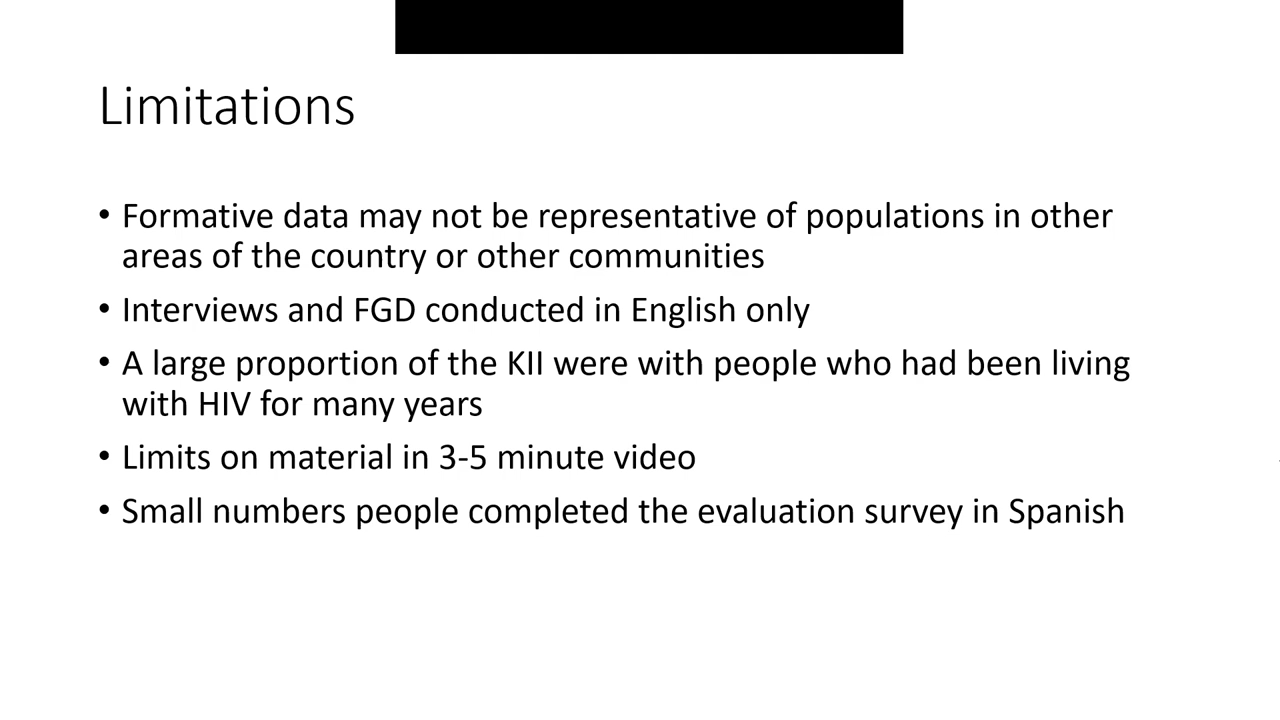 Limitations
• Formative data may not be representative of populations in other
areas of the country or other communities
• Interviews and FGD conducted in English only
• A large proportion of the KII were with people who had been living
with HIV for many years
• Limits on material in 3-5 minute video
• Small numbers people completed the evaluation survey in Spanish